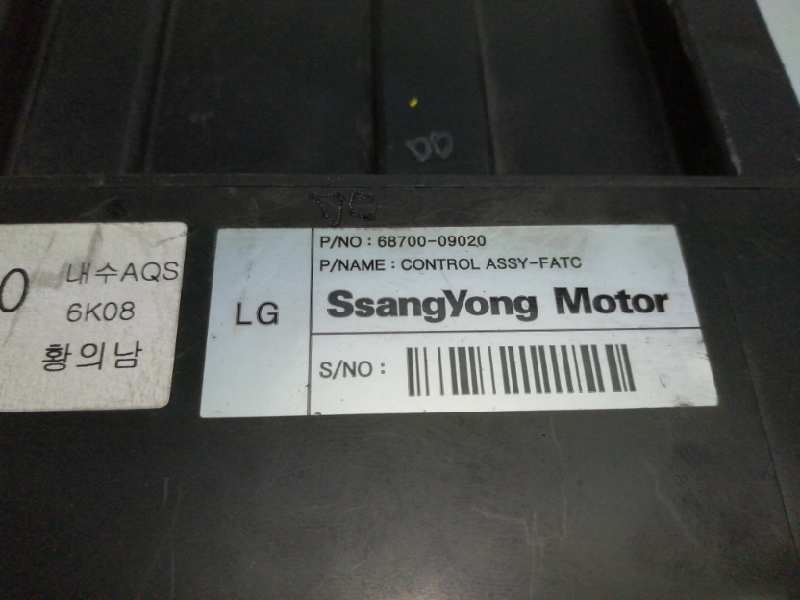 0
내수AQS
6K08
황의남
LG
P/NO : 68700-09020
P/NAME : CONTROL ASSY-FATC
SsangYong Motor
S/NO :